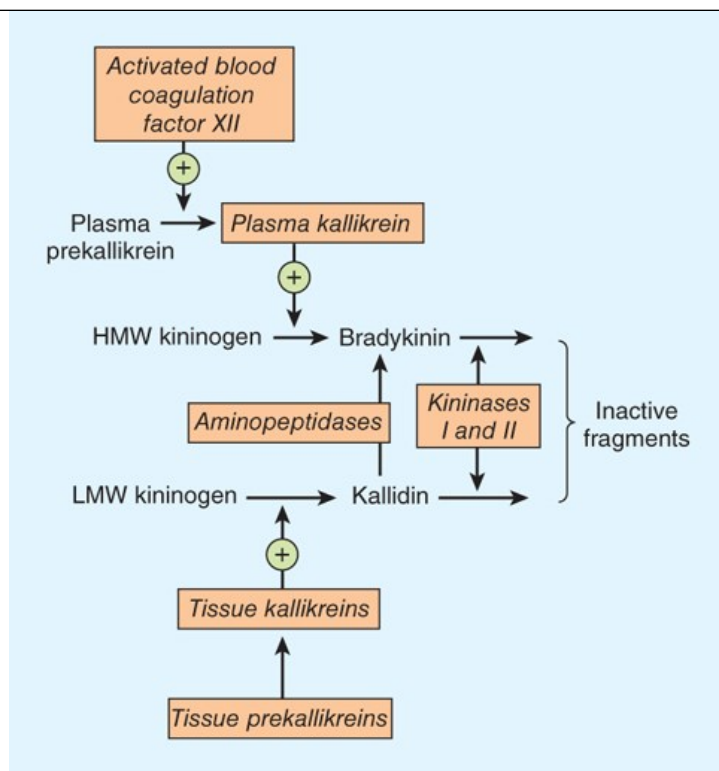 Activated blood
coagulation
factor XII
+
Plasma
prekallikrein
Plasma kallikrein
+
HMW kininogen
Bradykinin
Aminopeptidases
Kininases
I and II
Inactive
fragments
LMW kininogen
Kallidin
+
Tissue kallikreins
Tissue prekallikreins